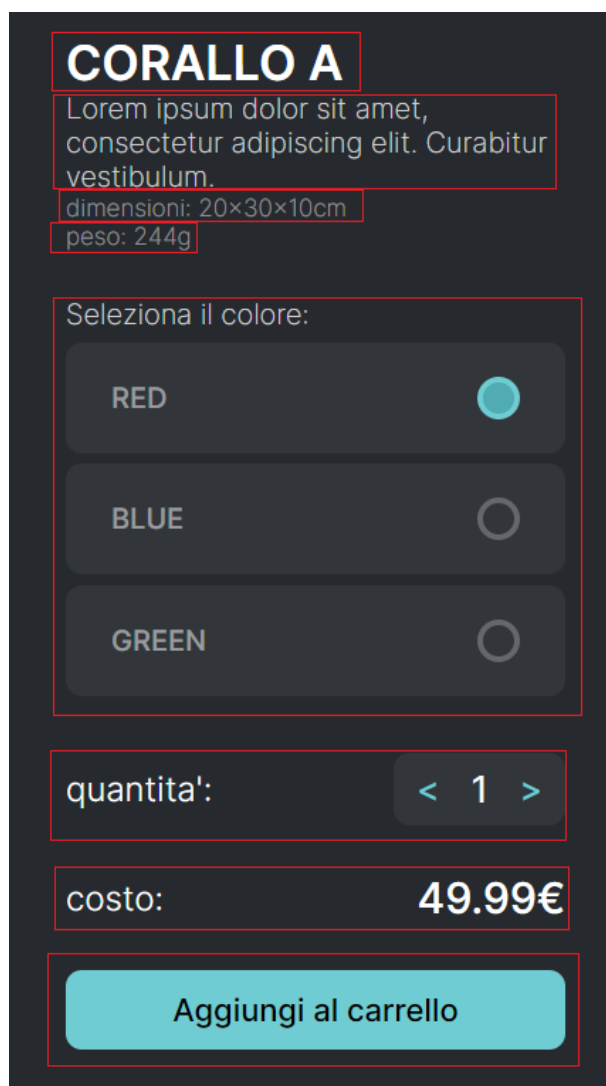 CORALLO A
Lorem ipsum dolor sit amet,
consectetur adipiscing elit. Curabitur
vestibulum.
dimensioni: 20×30×10cm
peso: 244g
Seleziona il colore:
RED
BLUE
GREEN
quantita': < 1 >
costo: 49.99€
Aggiungi al carrello